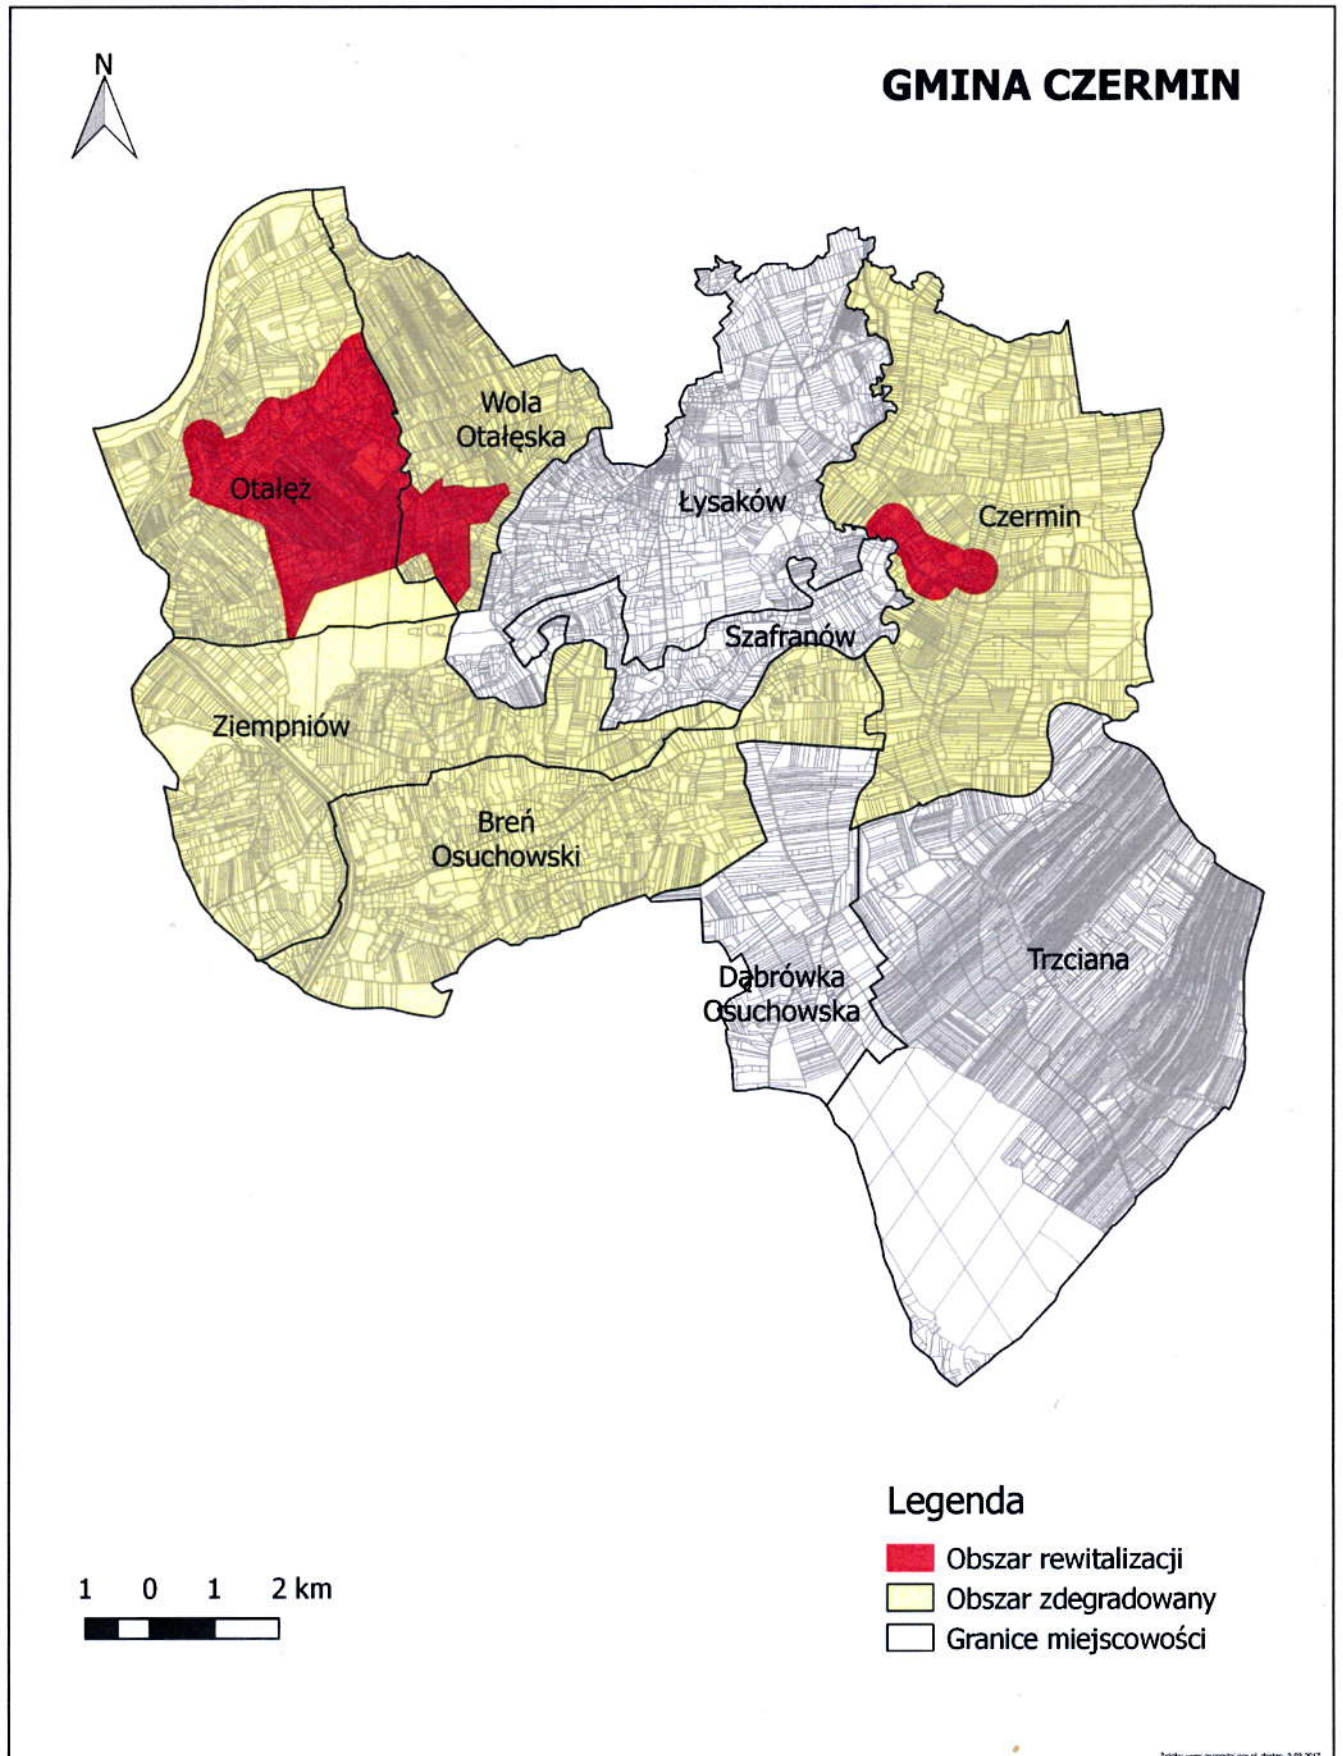 N
GMINA CZERMIN
Wola
Otałęska
Otałęż
Łysaków
Czermin
Szafranów
Ziempniów
Breń
Osuchowski
Trzciana
Dąbrówka
Osuchowska
Legenda
Obszar rewitalizacji
Obszar zdegradowany
Granice miejscowości
1 0 1 2 km